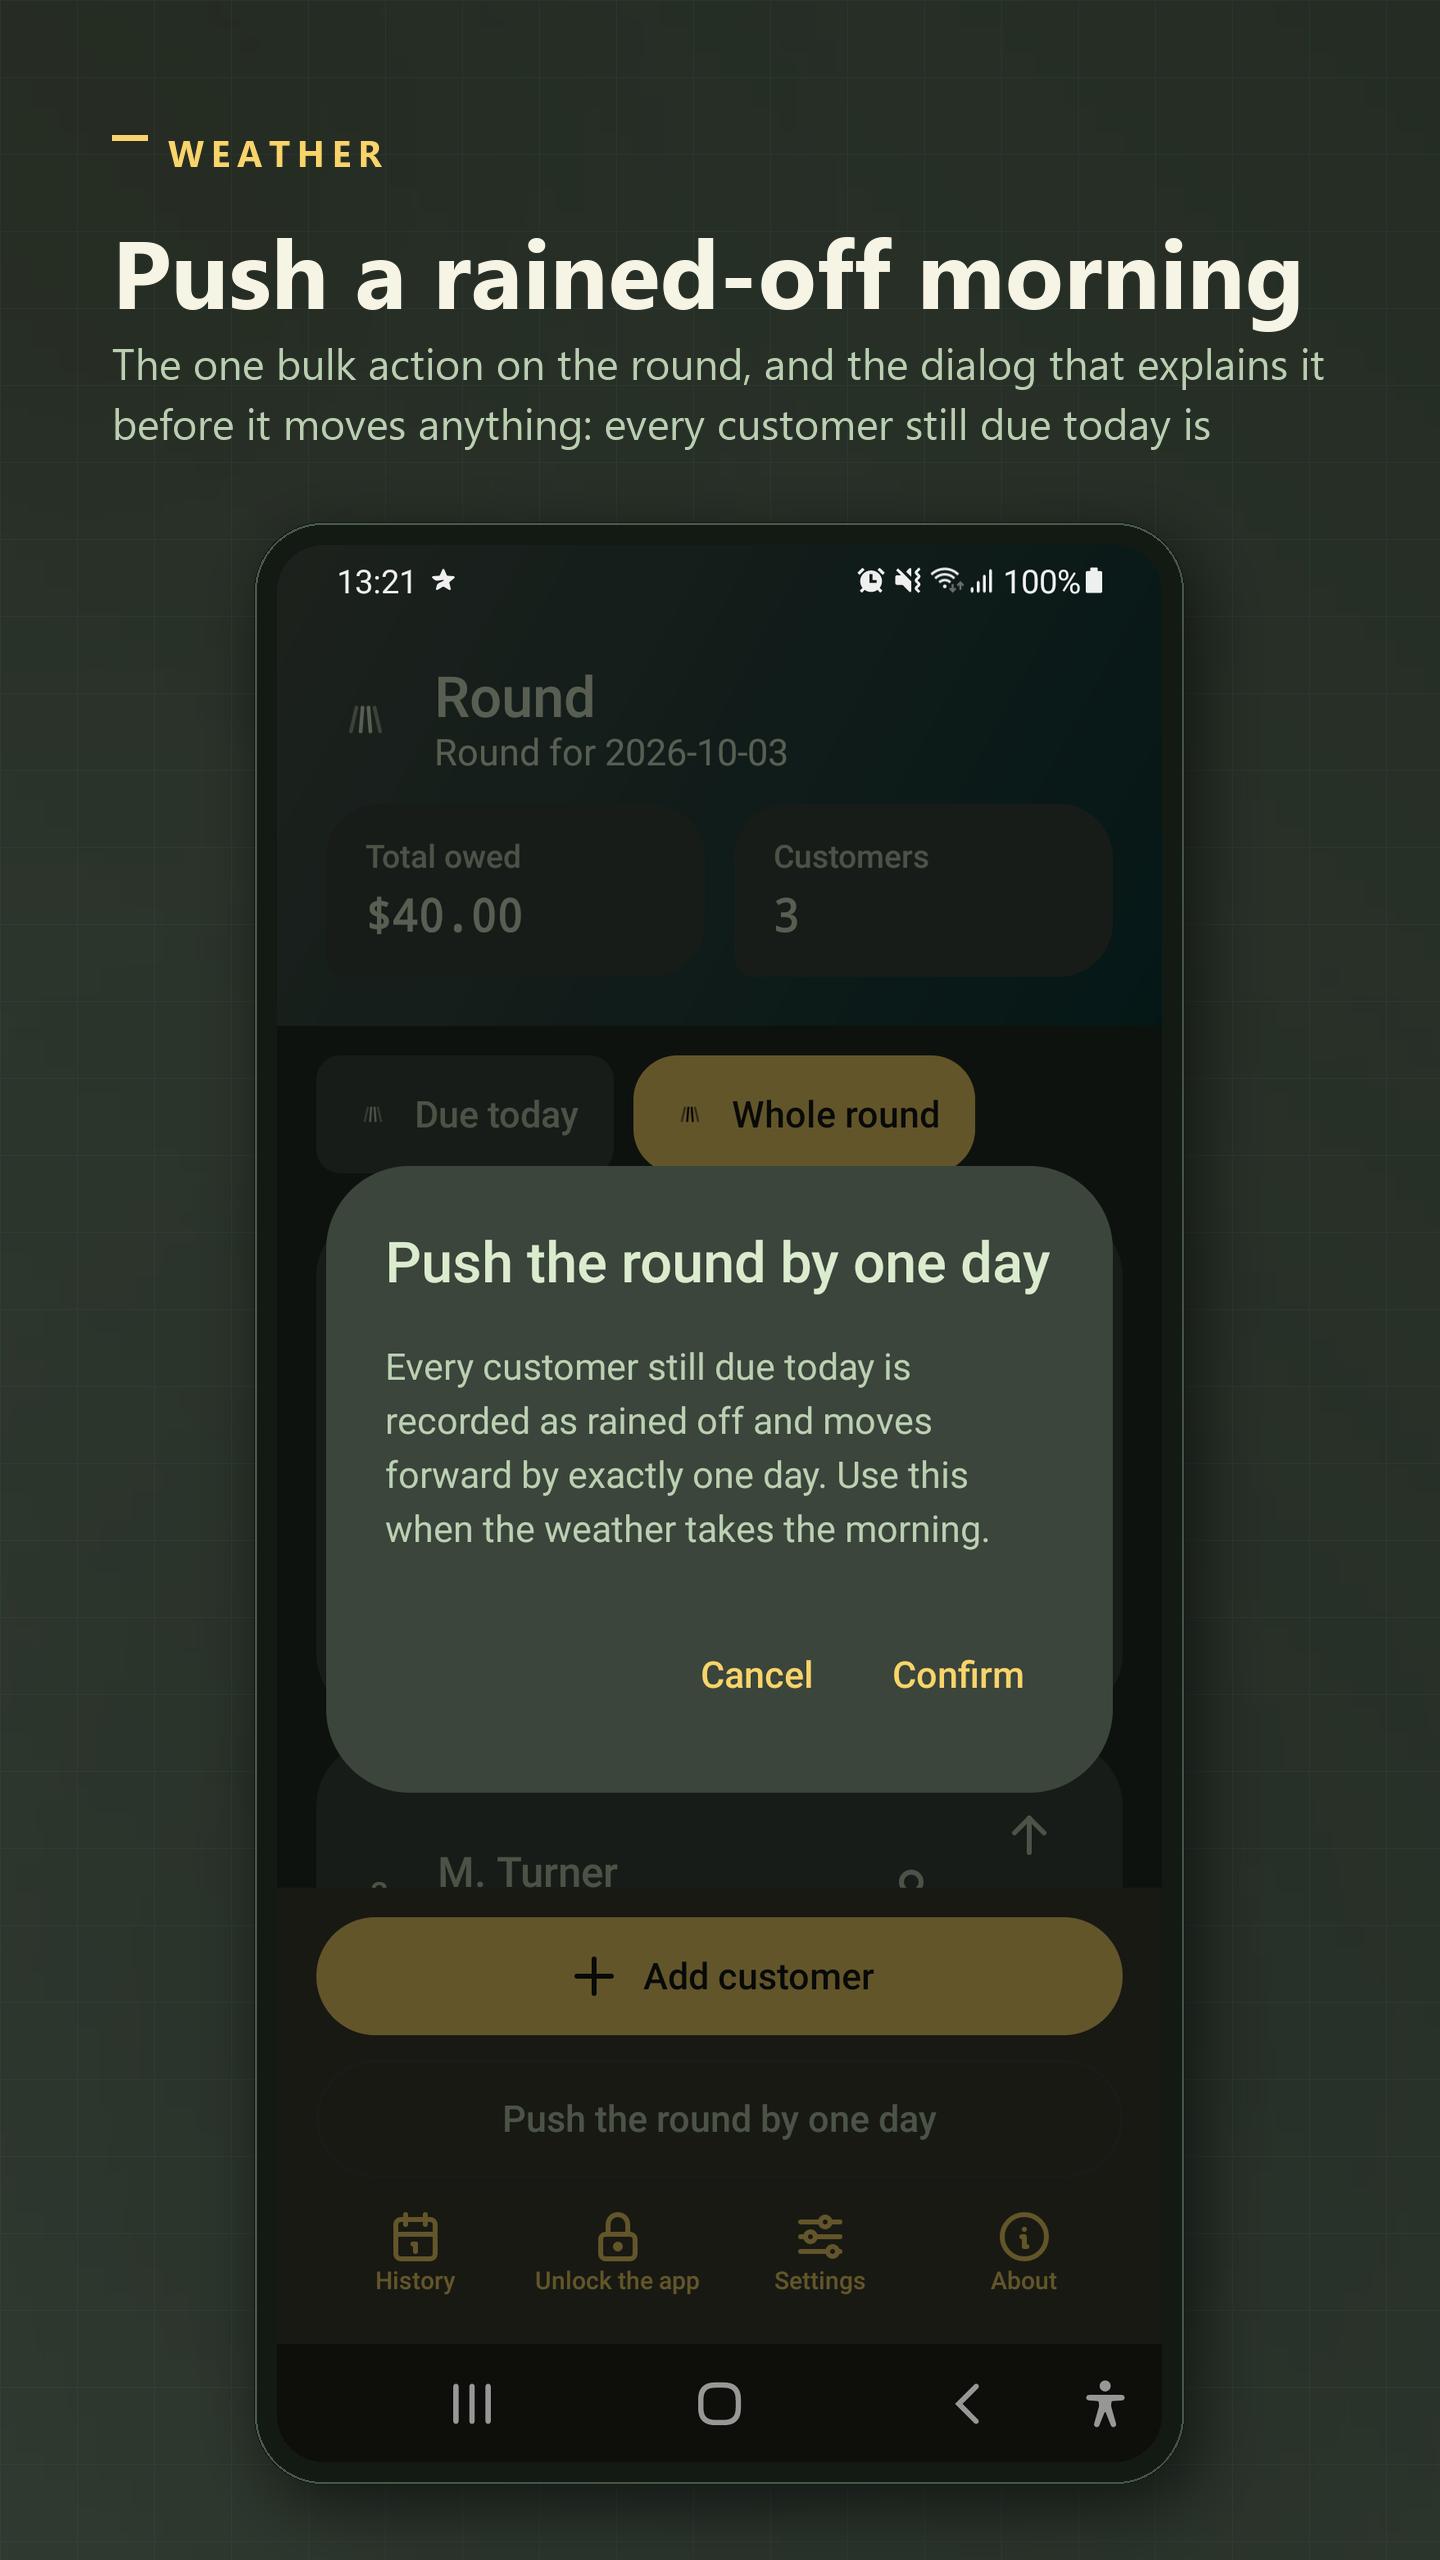 WEATHER
Push a rained-off morning
The one bulk action on the round, and the dialog that explains it
before it moves anything: every customer still due today is
13:21
100%
Round
Round for 2026-10-03
Total owed
$40.00
Customers
3
Due today
Whole round
Push the round by one day
Every customer still due today is
recorded as rained off and moves
forward by exactly one day. Use this
when the weather takes the morning.
Cancel
Confirm
M. Turner
Add customer
Push the round by one day
History
Unlock the app
Settings
About